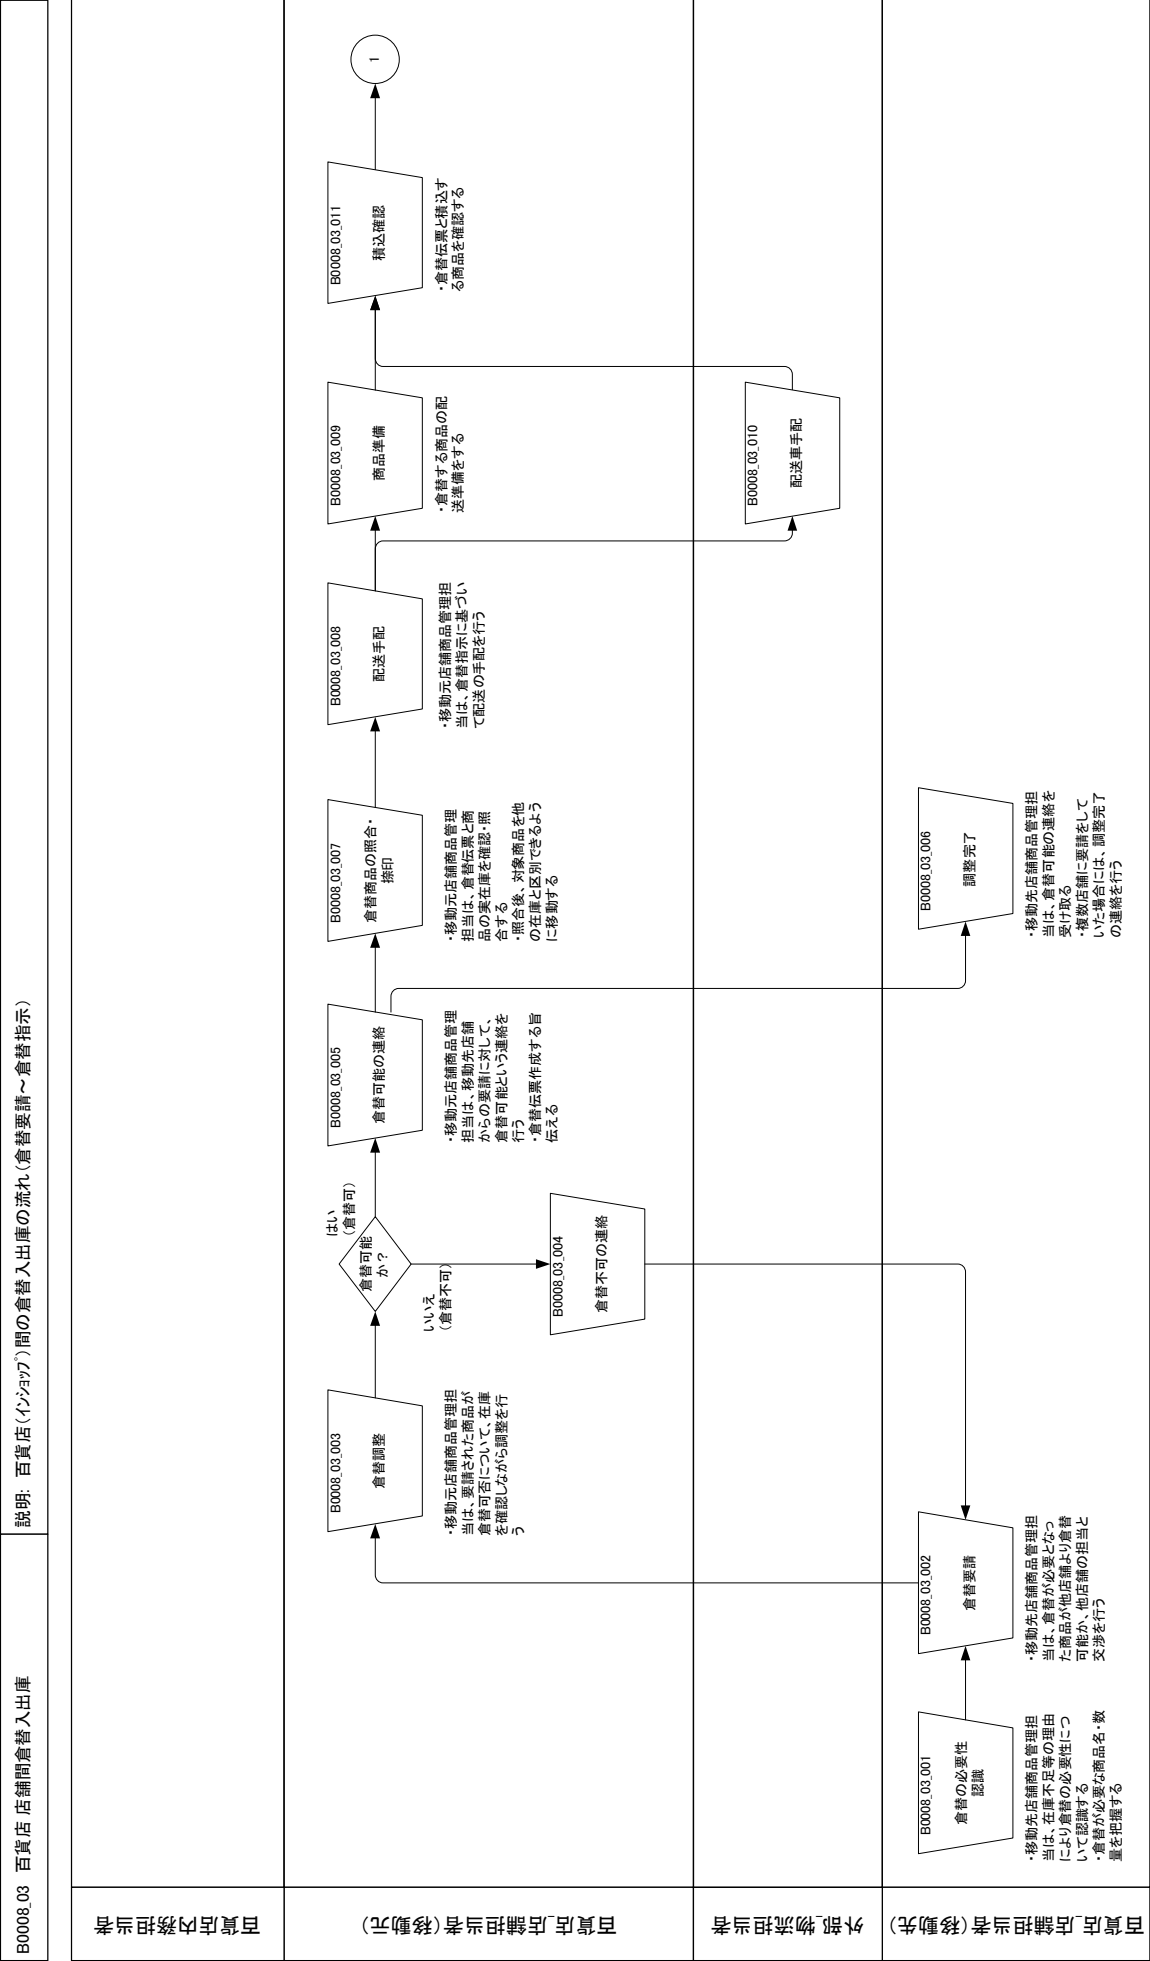 B0008_03 百貨店 店舗間倉替入出庫
説明: 百貨店(インショップ)間の倉替入出庫の流れ(倉替要請～倉替指示)
百貨店内務担当者
百貨店_店舗担当者(移動元)
外部_物流担当者
百貨店_店舗担当者(移動先)
B0008_03_001
倉替の必要性
認識
・移動先店舗商品管理担
当は、在庫不足等の理由
により倉替の必要性につ
いて認識する
・倉替が必要な商品名・数
量を把握する
B0008_03_002
倉替要請
・移動先店舗商品管理担
当は、倉替が必要となっ
た商品が他店舗より倉替
可能か、他店舗の担当と
交渉を行う
B0008_03_003
倉替調整
・移動元店舗商品管理担
当は、要請された商品が
倉替可否について、在庫
を確認しながら調整を行
う
倉替可能
か?
はい
(倉替可)
いいえ
(倉替不可)
B0008_03_004
倉替不可の連絡
B0008_03_005
倉替可能の連絡
・移動元店舗商品管理
担当は、移動先店舗
からの要請に対して、
倉替可能という連絡を
行う
・倉替伝票作成する旨
伝える
B0008_03_006
調整完了
・移動先店舗商品管理担
当は、倉替可能の連絡を
受け取る
・複数店舗に要請をして
いた場合には、調整完了
の連絡を行う
B0008_03_007
倉替商品の照合・
捺印
・移動元店舗商品管理
担当は、倉替伝票と商
品の実在庫を確認・照
合する
・照合後、対象商品を他
の在庫と区別できるよう
に移動する
B0008_03_008
配送手配
・移動元店舗商品管理担
当は、倉替指示に基づい
て配送の手配を行う
B0008_03_009
商品準備
・倉替する商品の配
送準備をする
B0008_03_010
配送車手配
B0008_03_011
積込確認
・倉替伝票と積込す
る商品を確認する
1